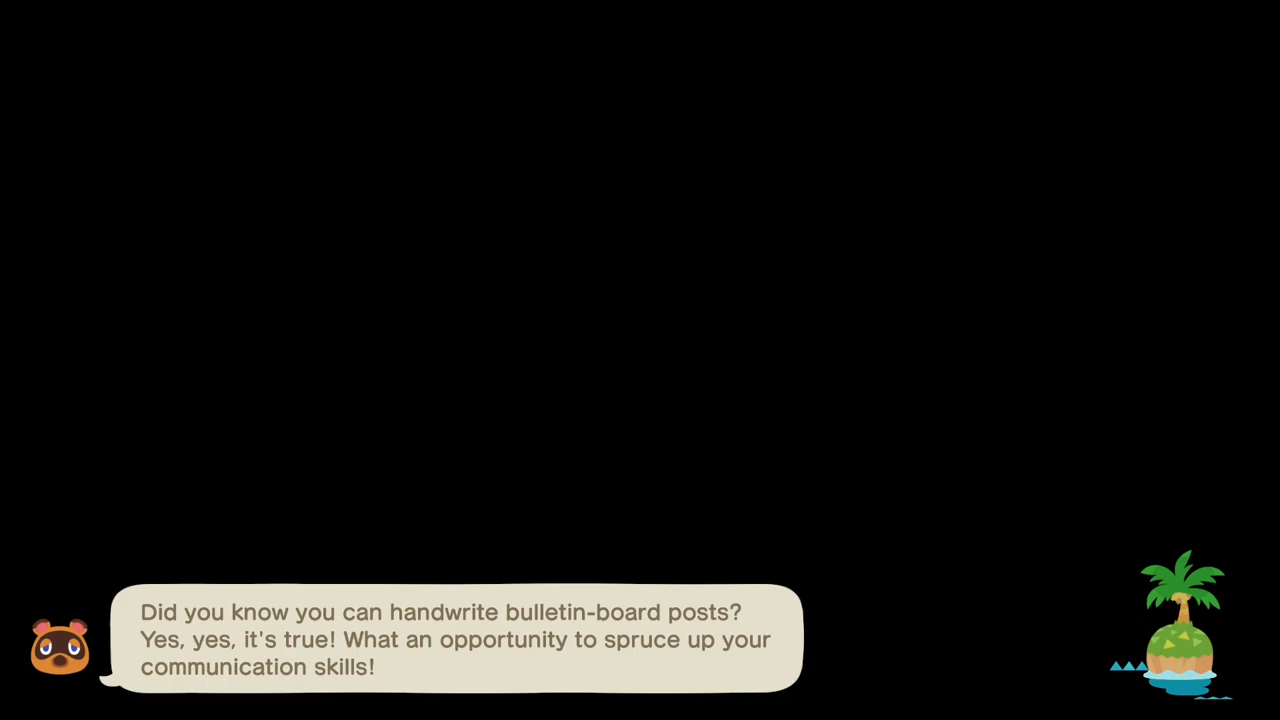 Did you know you can handwrite bulletin-board posts?
Yes, yes, it's true! What an opportunity to spruce up your
communication skills!